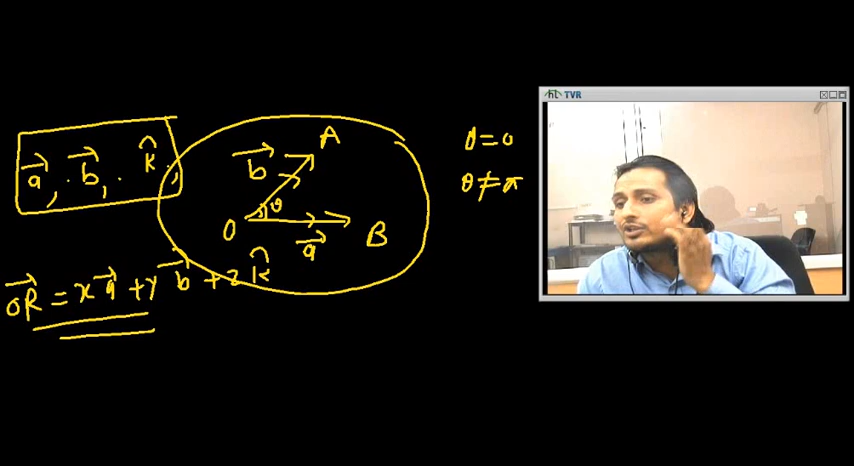 a⃗, b⃗, k̂,
b⃗ A
O θ a⃗ B
OR⃗ = x a⃗ + y b⃗ + z k̂
θ=0
θ≠π
TVR